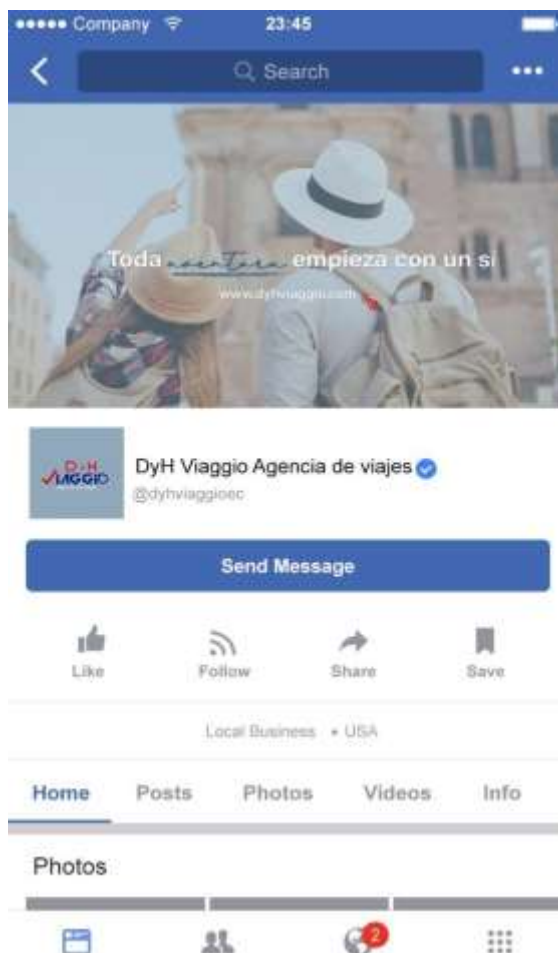 Company
23:45
Search
Toda aventura empieza con un si
www.dyhviaggio.com
D & H
VIAGGIO
DyH Viaggio Agencia de viajes
@dyhviaggioec
Send Message
Like Follow Share Save
Local Business • USA
Home Posts Photos Videos Info
Photos
2